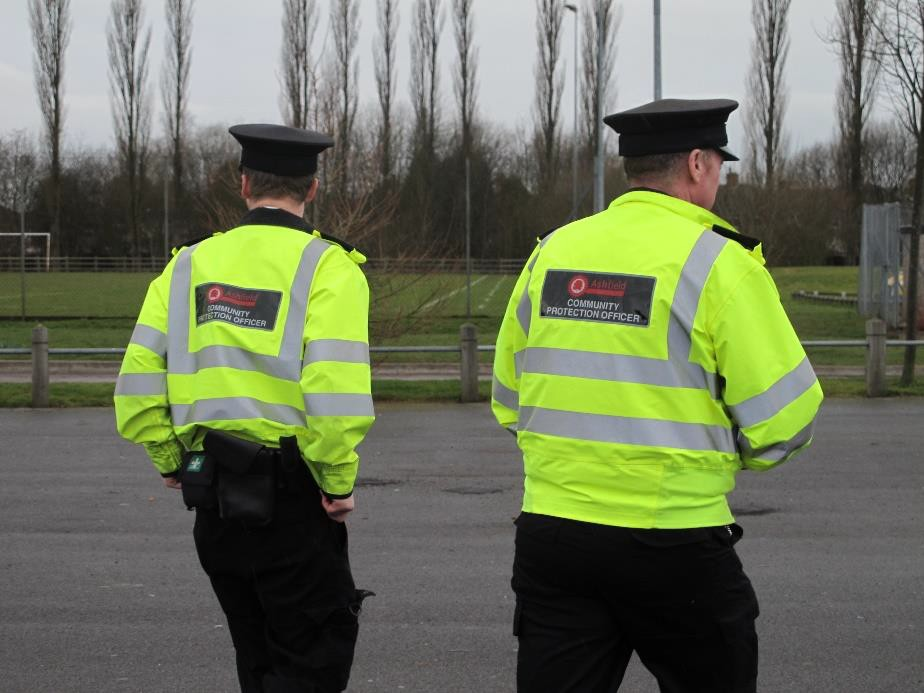 Ashfield
COMMUNITY
PROTECTION OFFICER
Ashfield
COMMUNITY
PROTECTION OFFICER